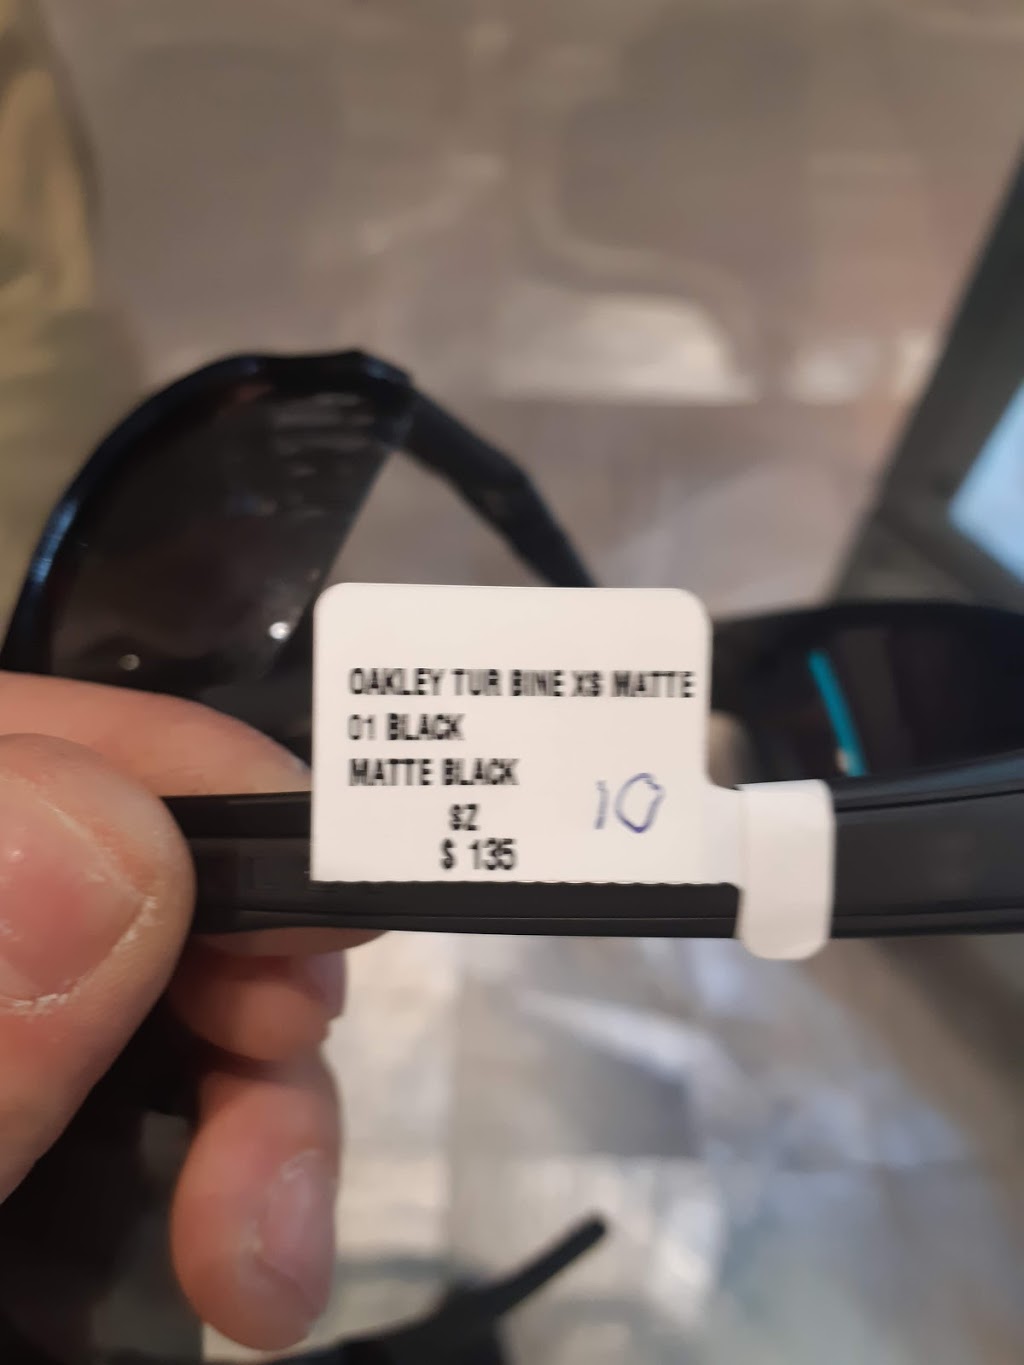 OAKLEY TUR BINE XS MATTE
01 BLACK
MATTE BLACK
SZ
$ 135
10